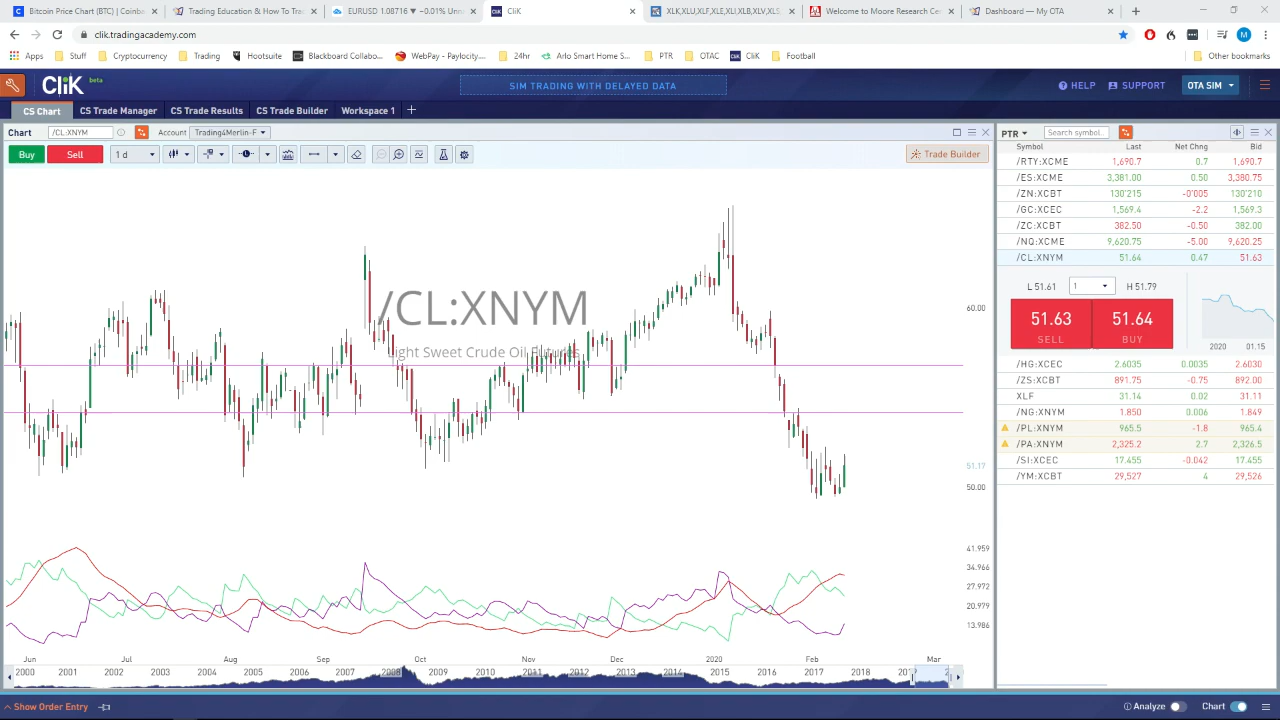 Bitcoin Price Chart (BTC) | Coinb Trading Education & How To Tra EURUSD 1.08716 ▼ −0.01% Unn CliK XLK,XLU,XLF,XLE,XLI,XLB,XLV,XLS Welcome to Moore Research Ce Dashboard — My OTA
clik.tradingacademy.com M
Apps Stuff Cryptocurrency Trading Hootsuite Blackboard Collabo... WebPay - Paylocity... 24hr Arlo Smart Home S... PTR OTAC CliK Football Other bookmarks
CliK beta SIM TRADING WITH DELAYED DATA HELP SUPPORT OTA SIM
CS Chart CS Trade Manager CS Trade Results CS Trade Builder Workspace 1
Chart /CL:XNYM Account Trading4Merlin-F PTR Search symbol...
Buy Sell 1 d Trade Builder
Symbol Last Net Chng Bid
/RTY:XCME 1,690.7 0.7 1,690.7
/ES:XCME 3,381.00 0.50 3,380.75
/ZN:XCBT 130'215 -0'005 130'210
/GC:XCEC 1,569.4 -2.2 1,569.3
/ZC:XCBT 382.50 -0.50 382.00
/NQ:XCME 9,620.75 -5.00 9,620.25
/CL:XNYM 51.64 0.47 51.63
L 51.61 1 H 51.79
51.63 51.64
SELL BUY
2020 01.15
/HG:XCEC 2.6035 0.0035 2.6030
/ZS:XCBT 891.75 -0.75 892.00
XLF 31.14 0.02 31.11
/NG:XNYM 1.850 0.006 1.849
/PL:XNYM 965.5 -1.8 965.4
/PA:XNYM 2,325.2 2.7 2,326.5
/SI:XCEC 17.455 -0.042 17.455
/YM:XCBT 29,527 4 29,526
/CL:XNYM
Light Sweet Crude Oil Futures
60.00
51.17
50.00
41.959
34.966
27.972
20.979
13.986
Jun Jul Aug Sep Oct Nov Dec 2020 Feb Mar
2000 2001 2002 2003 2004 2005 2006 2007 2008 2009 2010 2011 2012 2013 2014 2015 2016 2017 2018
Show Order Entry Analyze Chart